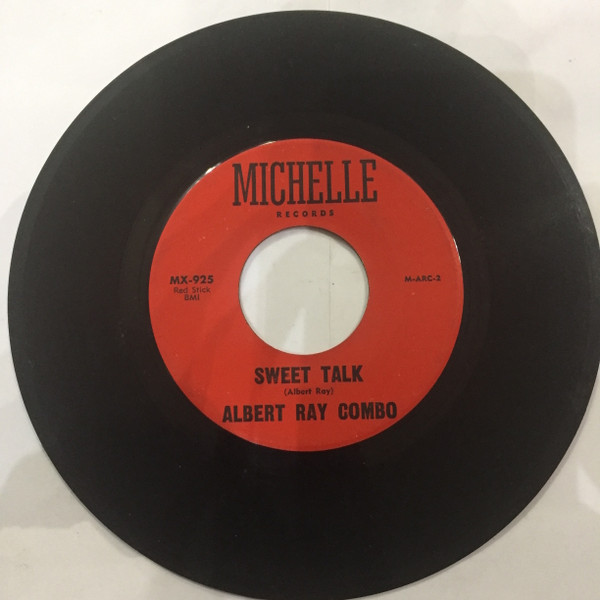 MICHELLE
RECORDS
MX-925
Red Stick
BMI
M-ARC-2
SWEET TALK
(Albert Ray)
ALBERT RAY COMBO